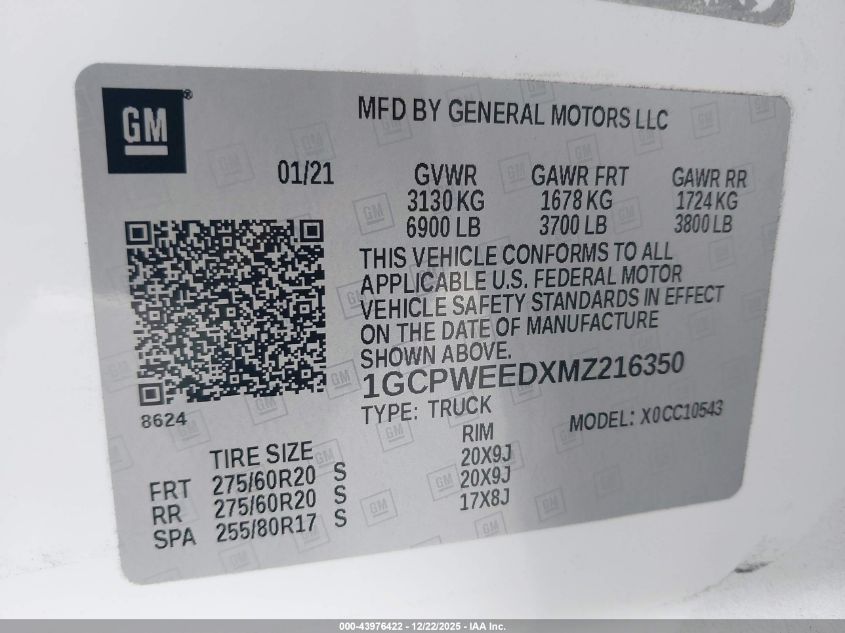 GM ®
MFD BY GENERAL MOTORS LLC
01/21
GVWR GAWR FRT GAWR RR
3130 KG 1678 KG 1724 KG
6900 LB 3700 LB 3800 LB
THIS VEHICLE CONFORMS TO ALL
APPLICABLE U.S. FEDERAL MOTOR
VEHICLE SAFETY STANDARDS IN EFFECT
ON THE DATE OF MANUFACTURE
SHOWN ABOVE.
1GCPWEEDXMZ216350
8624
TYPE: TRUCK MODEL: X0CC10543
TIRE SIZE RIM
FRT 275/60R20 S 20X9J
RR 275/60R20 S 20X9J
SPA 255/80R17 S 17X8J
000-43976422 - 12/22/2025 - IAA Inc.